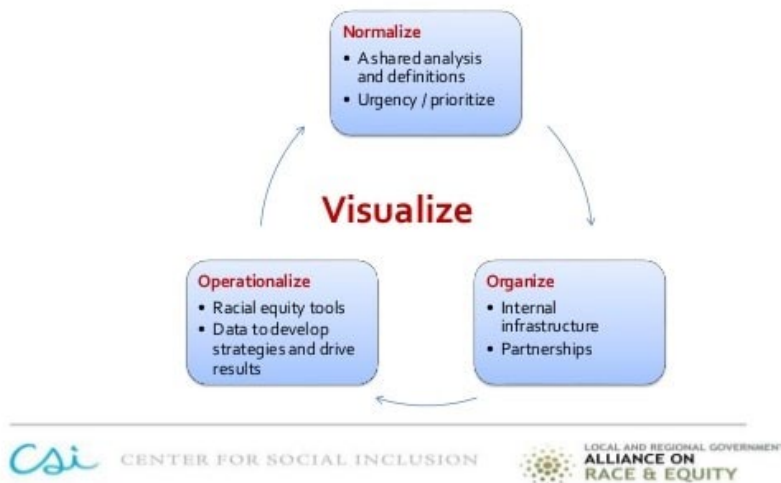 Normalize
• A shared analysis
and definitions
• Urgency / prioritize
Visualize
Operationalize
• Racial equity tools
• Data to develop
strategies and drive
results
Organize
• Internal
infrastructure
• Partnerships
CSi CENTER FOR SOCIAL INCLUSION
LOCAL AND REGIONAL GOVERNMENT
ALLIANCE ON
RACE & EQUITY